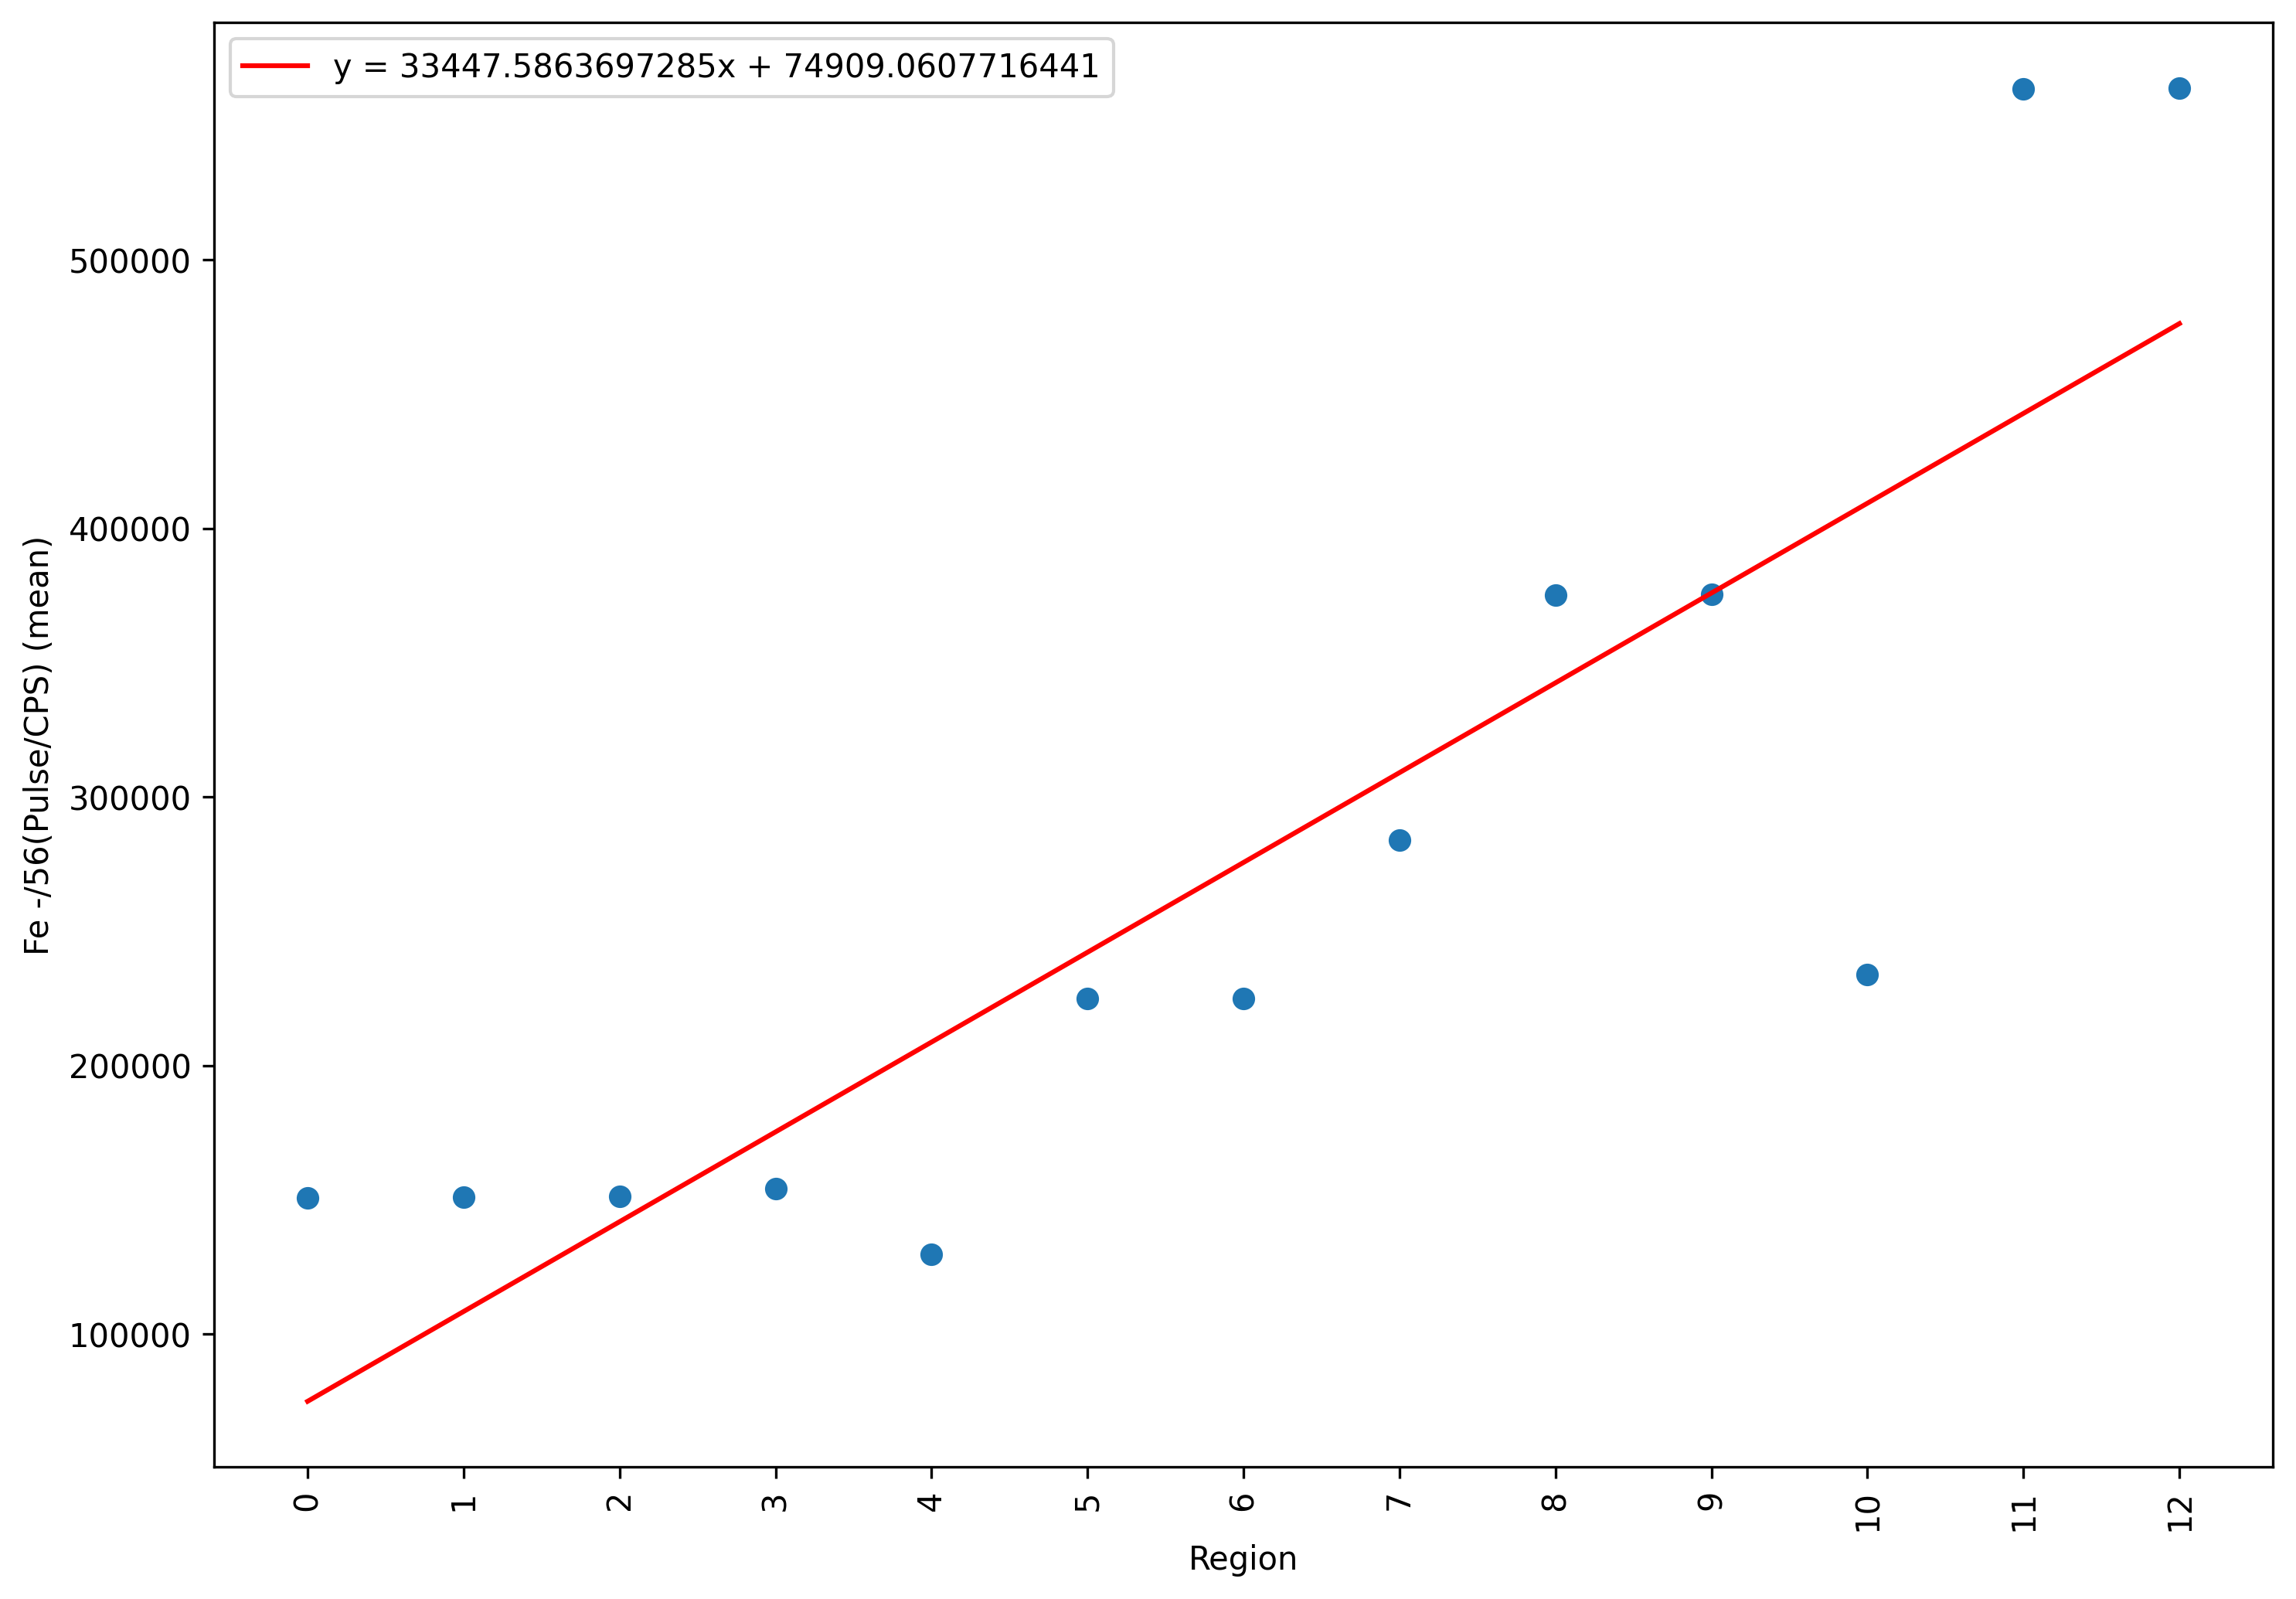 y = 33447.5863697285x + 74909.0607716441
500000
400000
300000
200000
100000
Fe -/56(Pulse/CPS) (mean)
0 1 2 3 4 5 6 7 8 9 10 11 12
Region